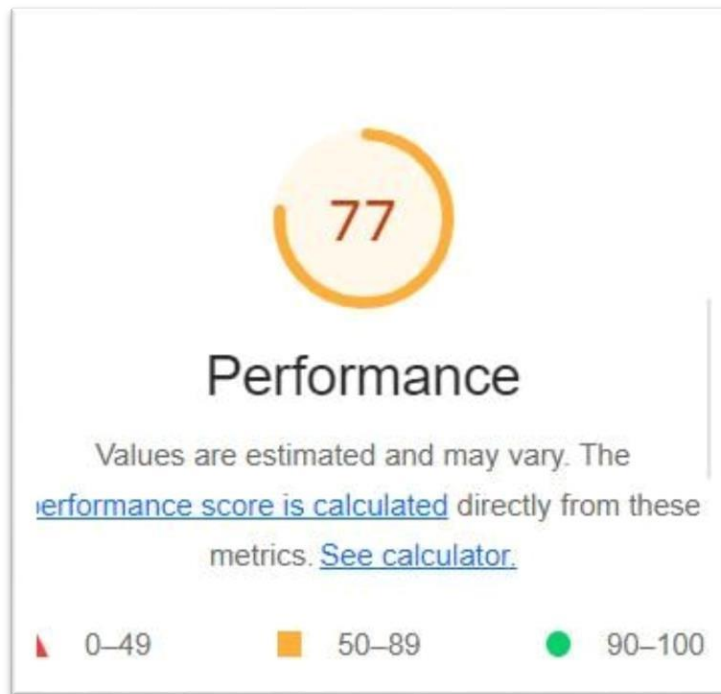 77
Performance
Values are estimated and may vary. The
erformance score is calculated directly from these
metrics. See calculator.
0–49 50–89 90–100